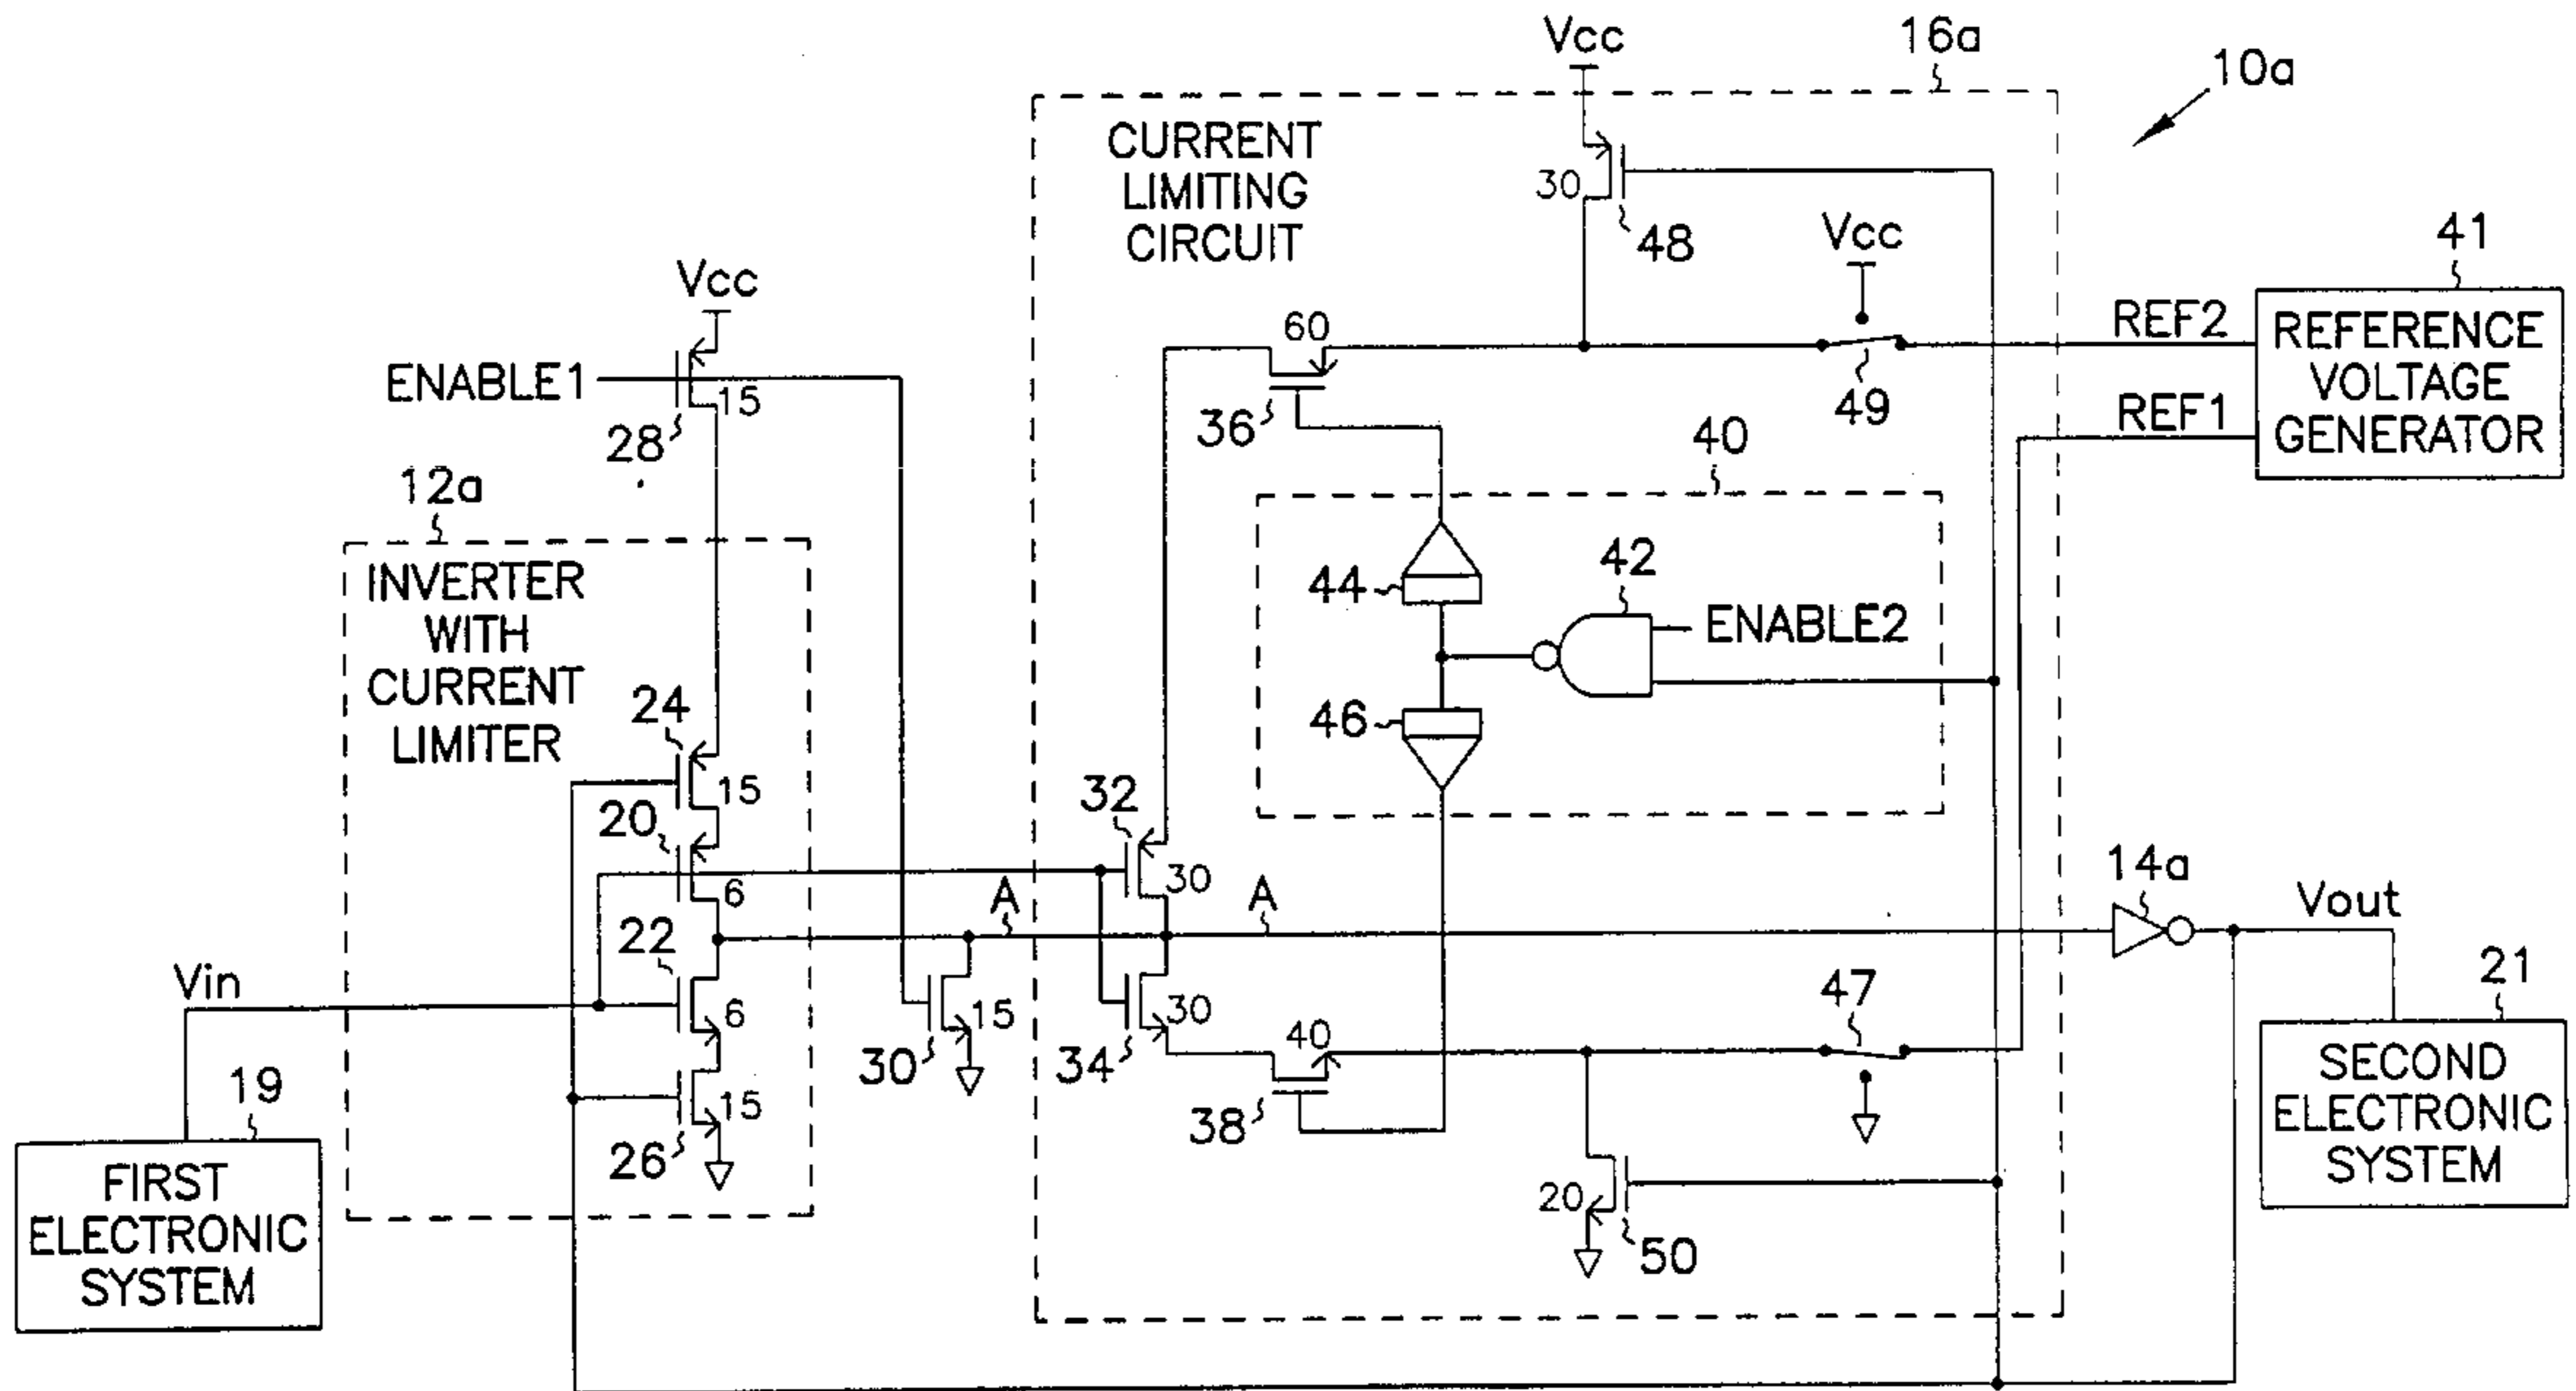 Vcc
16a
10a
CURRENT
LIMITING
CIRCUIT
30
48
Vcc
41
Vcc
60
REF2
REFERENCE
VOLTAGE
GENERATOR
ENABLE1
15
28
36
49
REF1
40
12a
INVERTER
WITH
CURRENT
LIMITER
44
42
ENABLE2
46
24
15
20
6
32
30
14a
A
A
Vout
22
6
Vin
30
15
34
30
40
47
21
SECOND
ELECTRONIC
SYSTEM
19
FIRST
ELECTRONIC
SYSTEM
26
15
38
20
50